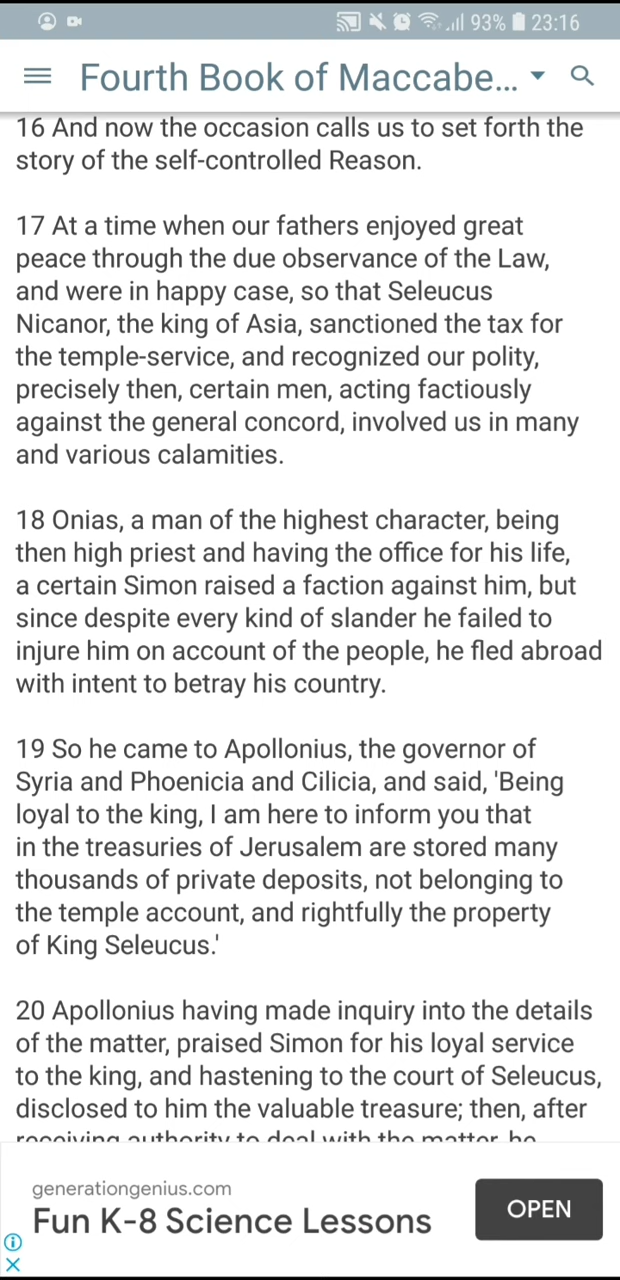 93% 23:16
Fourth Book of Maccabe...
16 And now the occasion calls us to set forth the
story of the self-controlled Reason.
17 At a time when our fathers enjoyed great
peace through the due observance of the Law,
and were in happy case, so that Seleucus
Nicanor, the king of Asia, sanctioned the tax for
the temple-service, and recognized our polity,
precisely then, certain men, acting factiously
against the general concord, involved us in many
and various calamities.
18 Onias, a man of the highest character, being
then high priest and having the office for his life,
a certain Simon raised a faction against him, but
since despite every kind of slander he failed to
injure him on account of the people, he fled abroad
with intent to betray his country.
19 So he came to Apollonius, the governor of
Syria and Phoenicia and Cilicia, and said, 'Being
loyal to the king, I am here to inform you that
in the treasuries of Jerusalem are stored many
thousands of private deposits, not belonging to
the temple account, and rightfully the property
of King Seleucus.'
20 Apollonius having made inquiry into the details
of the matter, praised Simon for his loyal service
to the king, and hastening to the court of Seleucus,
disclosed to him the valuable treasure; then, after
receiving authority to deal with the matter, he
generationgenius.com
Fun K-8 Science Lessons
OPEN